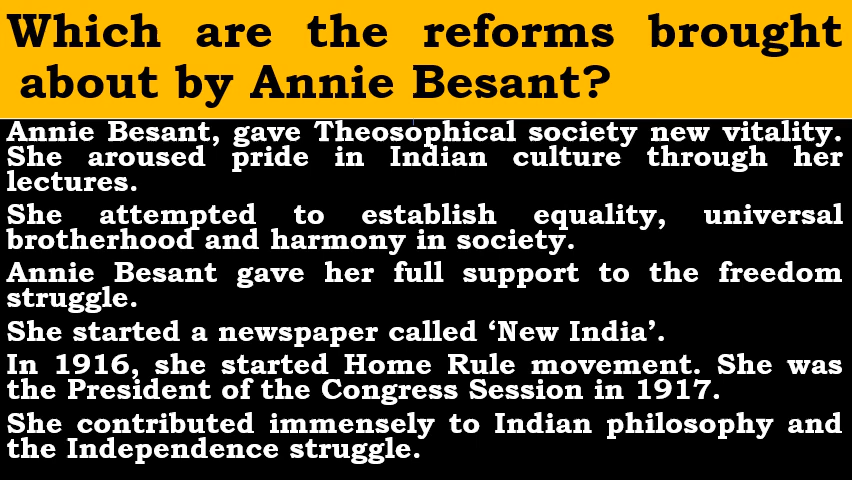 Which are the reforms brought
about by Annie Besant?
Annie Besant, gave Theosophical society new vitality.
She aroused pride in Indian culture through her
lectures.
She attempted to establish equality, universal
brotherhood and harmony in society.
Annie Besant gave her full support to the freedom
struggle.
She started a newspaper called ‘New India’.
In 1916, she started Home Rule movement. She was
the President of the Congress Session in 1917.
She contributed immensely to Indian philosophy and
the Independence struggle.